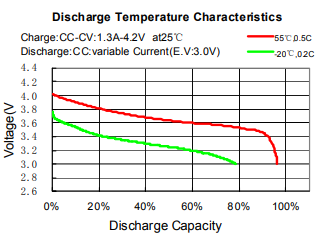 Discharge Temperature Characteristics
Charge:CC-CV:1.3A-4.2V at25℃
55℃,0.5C
Discharge:CC:variable Current(E.V:3.0V)
-20℃,0.2C
Voltage(V
4.4
4.2
4.0
3.8
3.6
3.4
3.2
3.0
2.8
2.6
0% 20% 40% 60% 80% 100%
Discharge Capacity